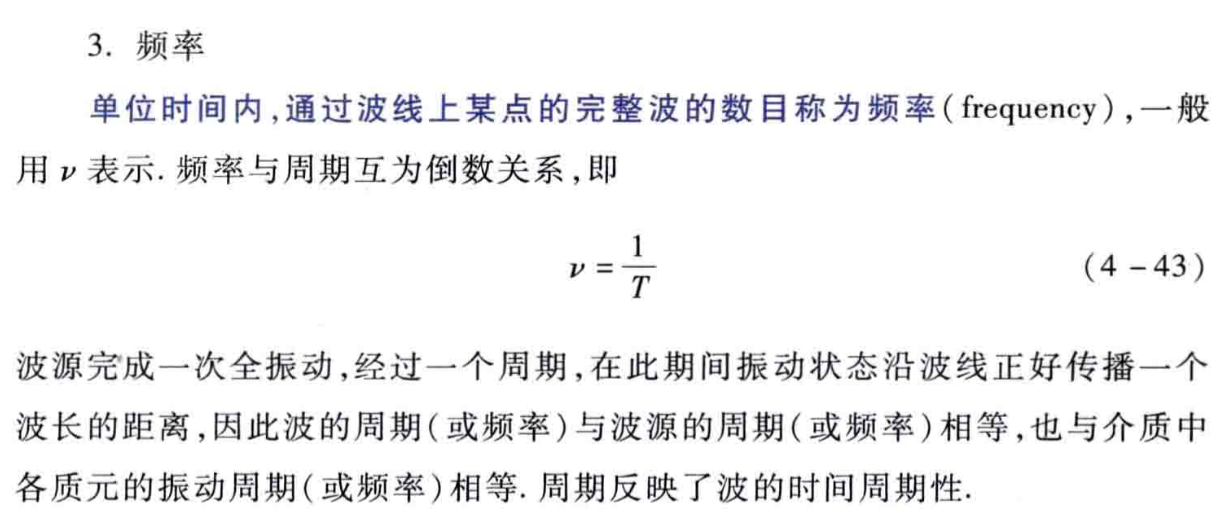 3. 频率
单位时间内,通过波线上某点的完整波的数目称为频率(frequency),一般
用 ν 表示. 频率与周期互为倒数关系,即
ν = 1/T (4-43)
波源完成一次全振动,经过一个周期,在此期间振动状态沿波线正好传播一个
波长的距离,因此波的周期(或频率)与波源的周期(或频率)相等,也与介质中
各质元的振动周期(或频率)相等. 周期反映了波的时间周期性.